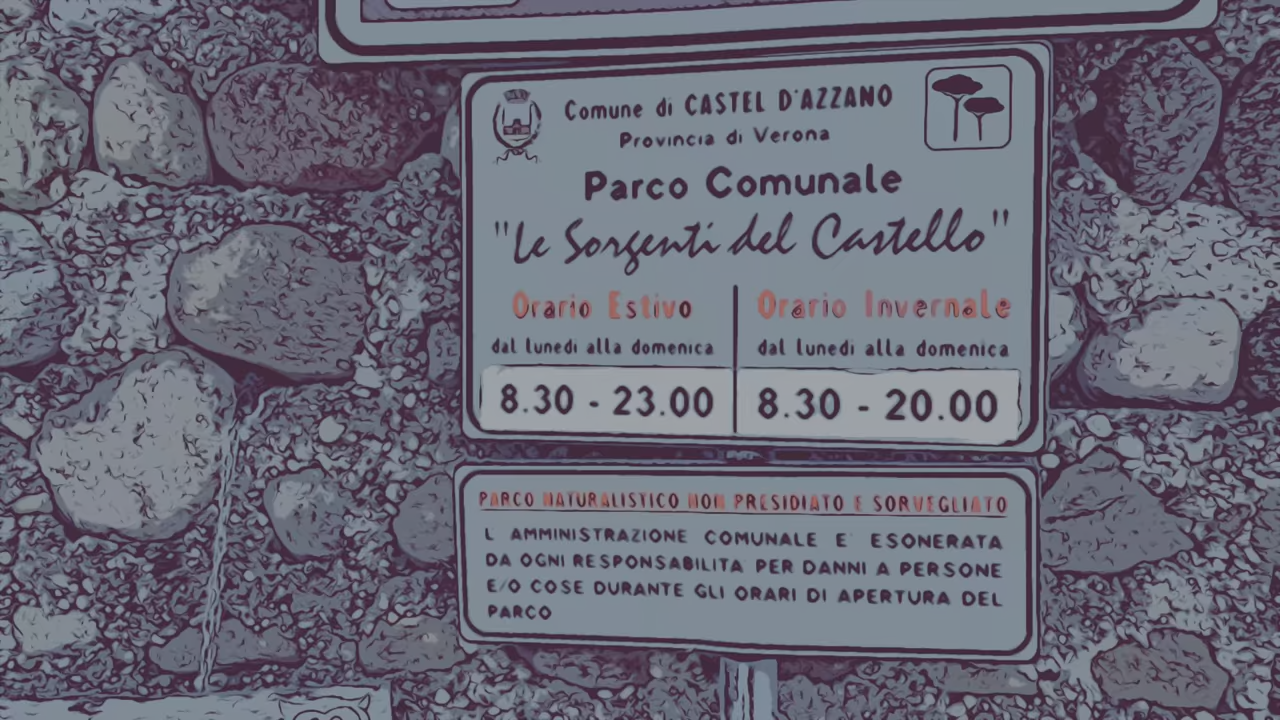 Comune di CASTEL D'AZZANO
Provincia di Verona
Parco Comunale
"Le Sorgenti del Castello"
Orario Estivo
dal lunedi alla domenica
8.30 - 23.00
Orario Invernale
dal lunedi alla domenica
8.30 - 20.00
PARCO NATURALISTICO NON PRESIDIATO E SORVEGLIATO
L AMMINISTRAZIONE COMUNALE E' ESONERATA
DA OGNI RESPONSABILITA' PER DANNI A PERSONE
E/O COSE DURANTE GLI ORARI DI APERTURA DEL
PARCO